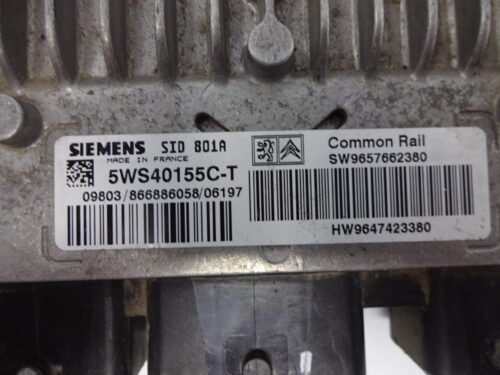 SIEMENS SID 801A
MADE IN FRANCE
5WS40155C-T
09803/866886058/06197
Common Rail
SW9657662380
HW9647423380